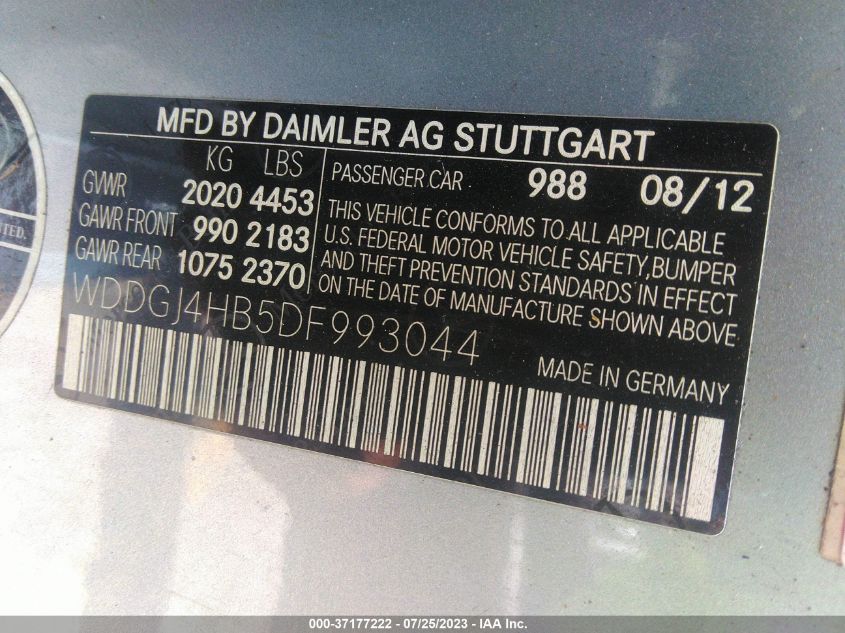 MFD BY DAIMLER AG STUTTGART
KG LBS
GVWR 2020 4453
GAWR FRONT 990 2183
GAWR REAR 1075 2370
PASSENGER CAR 988 08/12
THIS VEHICLE CONFORMS TO ALL APPLICABLE
U.S. FEDERAL MOTOR VEHICLE SAFETY, BUMPER
AND THEFT PREVENTION STANDARDS IN EFFECT
ON THE DATE OF MANUFACTURE SHOWN ABOVE
WDDGJ4HB5DF993044
MADE IN GERMANY
000-37177222 - 07/25/2023 - IAA Inc.